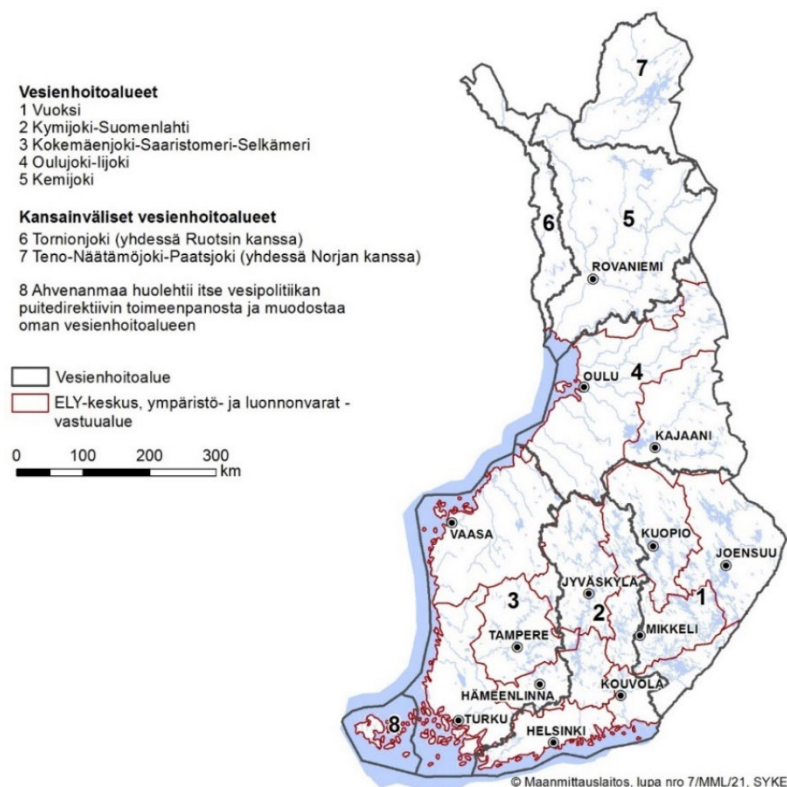 Vesienhoitoalueet
1 Vuoksi
2 Kymijoki-Suomenlahti
3 Kokemäenjoki-Saaristomeri-Selkämeri
4 Oulujoki-Iijoki
5 Kemijoki
Kansainväliset vesienhoitoalueet
6 Tornionjoki (yhdessä Ruotsin kanssa)
7 Teno-Näätämöjoki-Paatsjoki (yhdessä Norjan kanssa)
8 Ahvenanmaa huolehtii itse vesipolitiikan
puitedirektiivin toimeenpanosta ja muodostaa
oman vesienhoitoalueen
Vesienhoitoalue
ELY-keskus, ympäristö- ja luonnonvarat -
vastuualue
0 50 100 200 300
km
7
6
5
ROVANIEMI
4
OULU
KAJAANI
VAASA
KUOPIO
JOENSUU
JYVÄSKYLÄ
3
2
1
TAMPERE
MIKKELI
HÄMEENLINNA
KOUVOLA
8
TURKU
HELSINKI
© Maanmittauslaitos, lupa nro 7/MML/21, SYKE